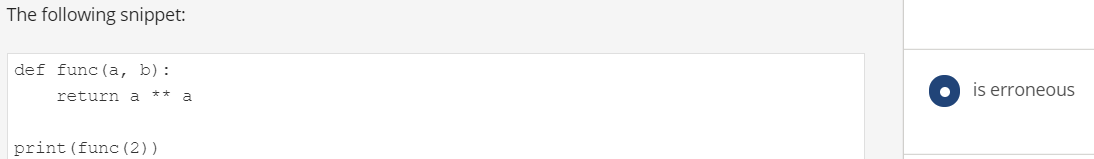 The following snippet:
def func(a, b):
    return a ** a
print(func(2))
is erroneous